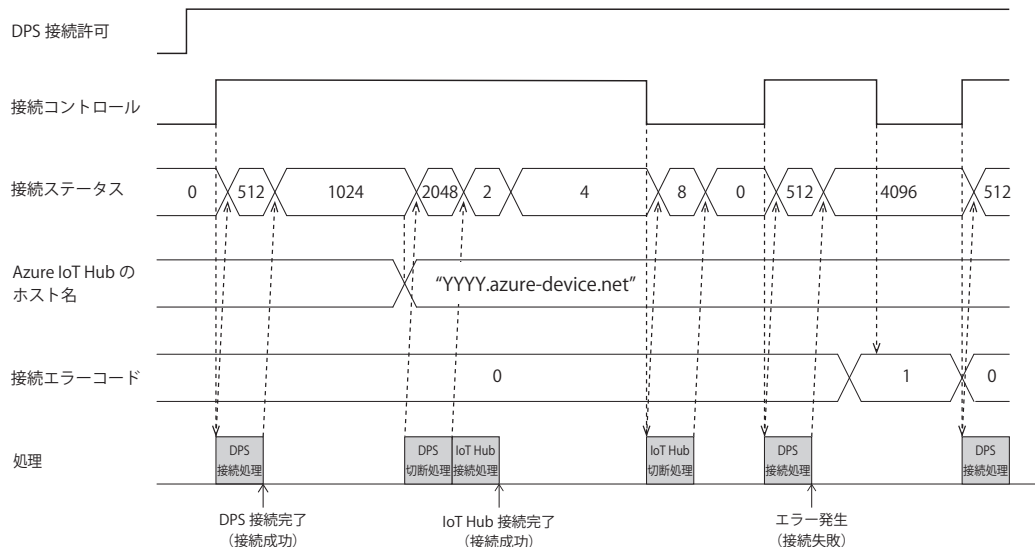 DPS 接続許可
接続コントロール
接続ステータス
0
512
1024
2048
2
4
8
0
512
4096
512
Azure IoT Hub の
ホスト名
“YYYY.azure-device.net”
接続エラーコード
0
1
0
処理
DPS
接続処理
DPS
切断処理
IoT Hub
接続処理
IoT Hub
切断処理
DPS
接続処理
DPS
接続処理
DPS 接続完了
（接続成功）
IoT Hub 接続完了
（接続成功）
エラー発生
（接続失敗）